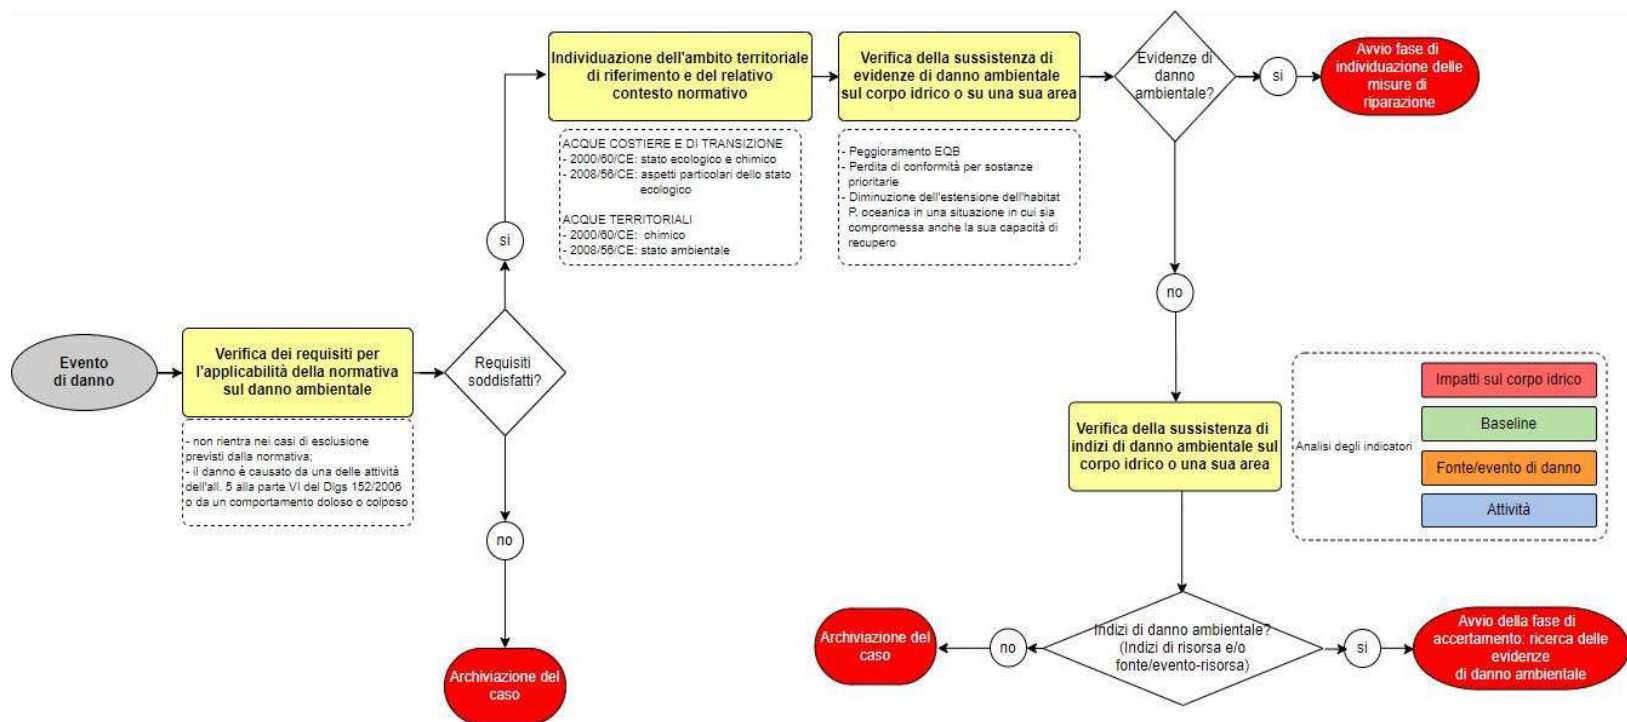 Evento
di danno
Verifica dei requisiti per
l'applicabilità della normativa
sul danno ambientale
- non rientra nei casi di esclusione
previsti dalla normativa;
- il danno è causato da una delle attività
dell'all. 5 alla parte VI del Dlgs 152/2006
o da un comportamento doloso o colposo
Requisiti
soddisfatti?
si
no
Archiviazione del
caso
Individuazione dell'ambito territoriale
di riferimento e del relativo
contesto normativo
ACQUE COSTIERE E DI TRANSIZIONE
- 2000/60/CE: stato ecologico e chimico
- 2008/56/CE: aspetti particolari dello stato
ecologico
ACQUE TERRITORIALI
- 2000/60/CE: chimico
- 2008/56/CE: stato ambientale
Verifica della sussistenza di
evidenze di danno ambientale
sul corpo idrico o su una sua area
- Peggioramento EQB
- Perdita di conformità per sostanze
prioritarie
- Diminuzione dell'estensione dell'habitat
P. oceanica in una situazione in cui sia
compromessa anche la sua capacità di
recupero
Evidenze di
danno
ambientale?
si
Avvio fase di
individuazione delle
misure di
riparazione
no
Verifica della sussistenza di
indizi di danno ambientale sul
corpo idrico o una sua area
Analisi degli indicatori
Impatti sul corpo idrico
Baseline
Fonte/evento di danno
Attività
Indizi di danno ambientale?
(Indizi di risorsa e/o
fonte/evento-risorsa)
no
Archiviazione del
caso
si
Avvio della fase di
accertamento: ricerca delle
evidenze
di danno ambientale